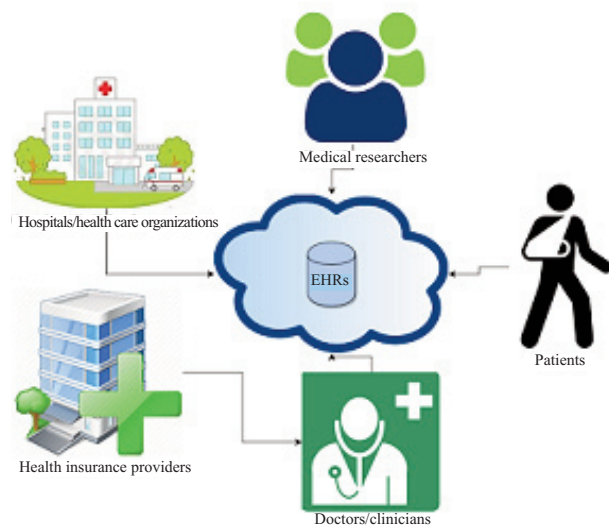 Medical researchers
Hospitals/health care organizations
EHRs
Patients
Health insurance providers
Doctors/clinicians